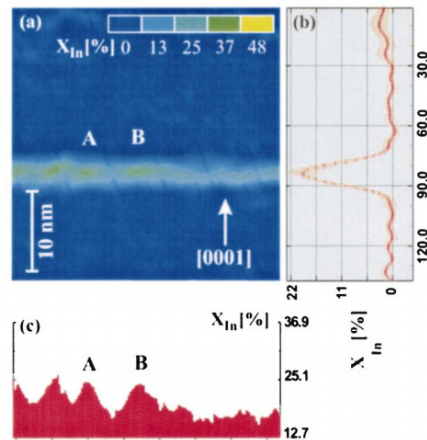 (a)
X_In[%] 0 13 25 37 48
A B
10 nm
[0001]
(b)
30.0
60.0
90.0
120.0
22 11 0
X_In [%]
(c)
X_In[%]
A B
36.9
25.1
12.7